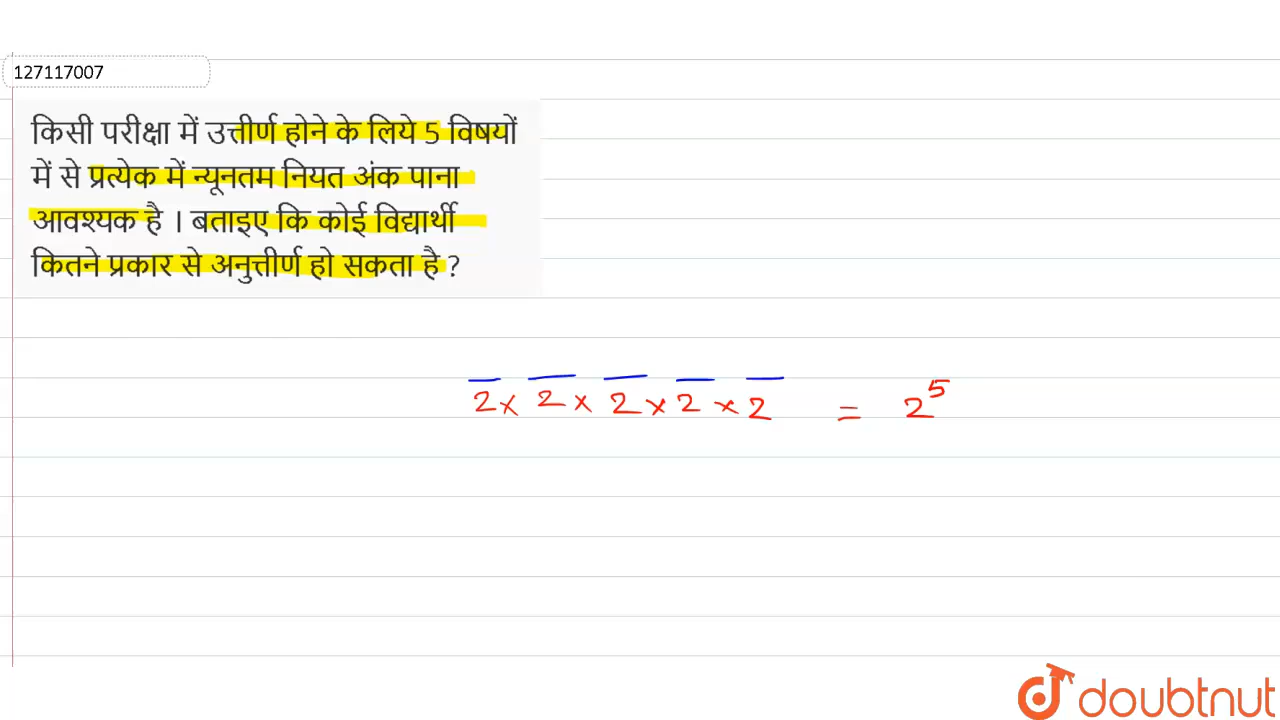 127117007
किसी परीक्षा में उत्तीर्ण होने के लिये 5 विषयों
में से प्रत्येक में न्यूनतम नियत अंक पाना
आवश्यक है । बताइए कि कोई विद्यार्थी
कितने प्रकार से अनुत्तीर्ण हो सकता है ?
2 × 2 × 2 × 2 × 2 = 2⁵
doubtnut